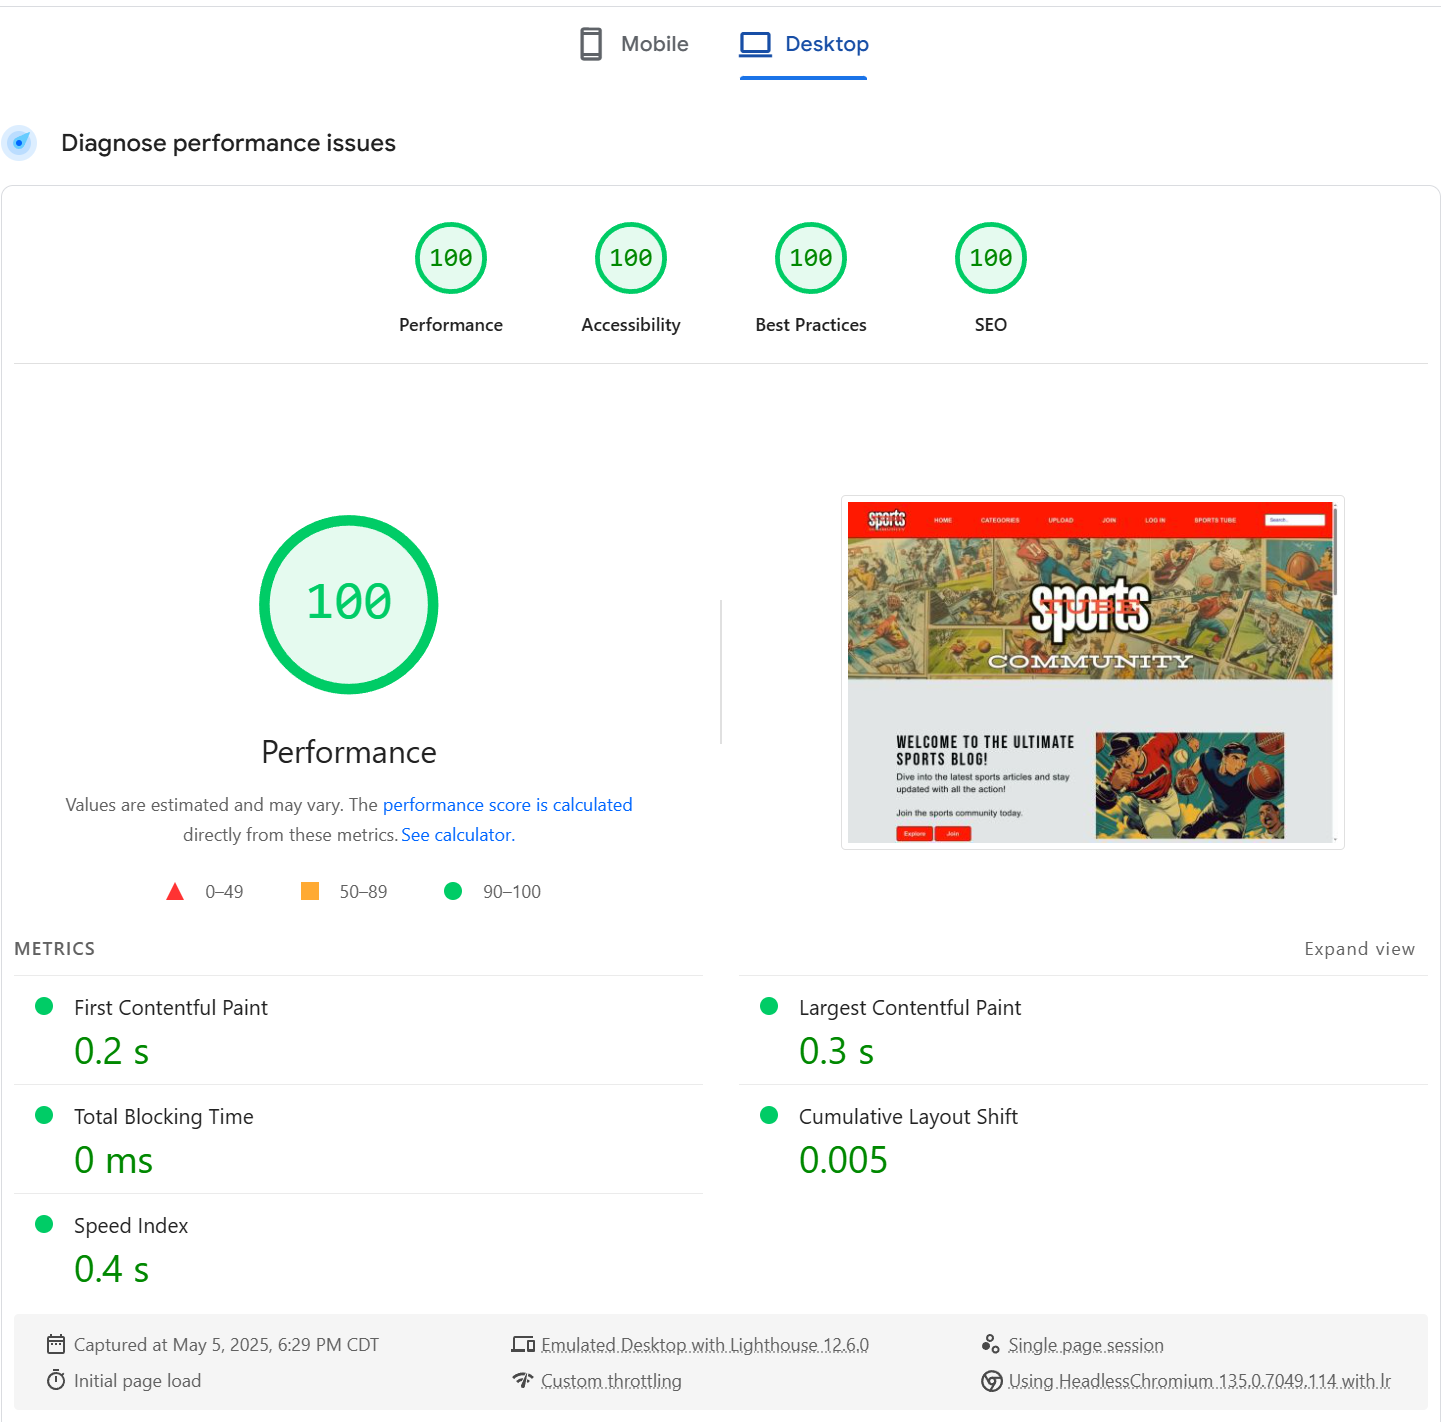 Mobile
Desktop
Diagnose performance issues
100
100
100
100
Performance
Accessibility
Best Practices
SEO
100
Performance
Values are estimated and may vary. The performance score is calculated
directly from these metrics. See calculator.
0–49
50–89
90–100
sports
HOME
CATEGORIES
UPLOAD
JOIN
LOG IN
SPORTS TUBE
Search...
sports
TUBE
COMMUNITY
WELCOME TO THE ULTIMATE
SPORTS BLOG!
Dive into the latest sports articles and stay
updated with all the action!
Join the sports community today.
Explore
Join
METRICS
Expand view
First Contentful Paint
0.2 s
Largest Contentful Paint
0.3 s
Total Blocking Time
0 ms
Cumulative Layout Shift
0.005
Speed Index
0.4 s
Captured at May 5, 2025, 6:29 PM CDT
Emulated Desktop with Lighthouse 12.6.0
Single page session
Initial page load
Custom throttling
Using HeadlessChromium 135.0.7049.114 with lr